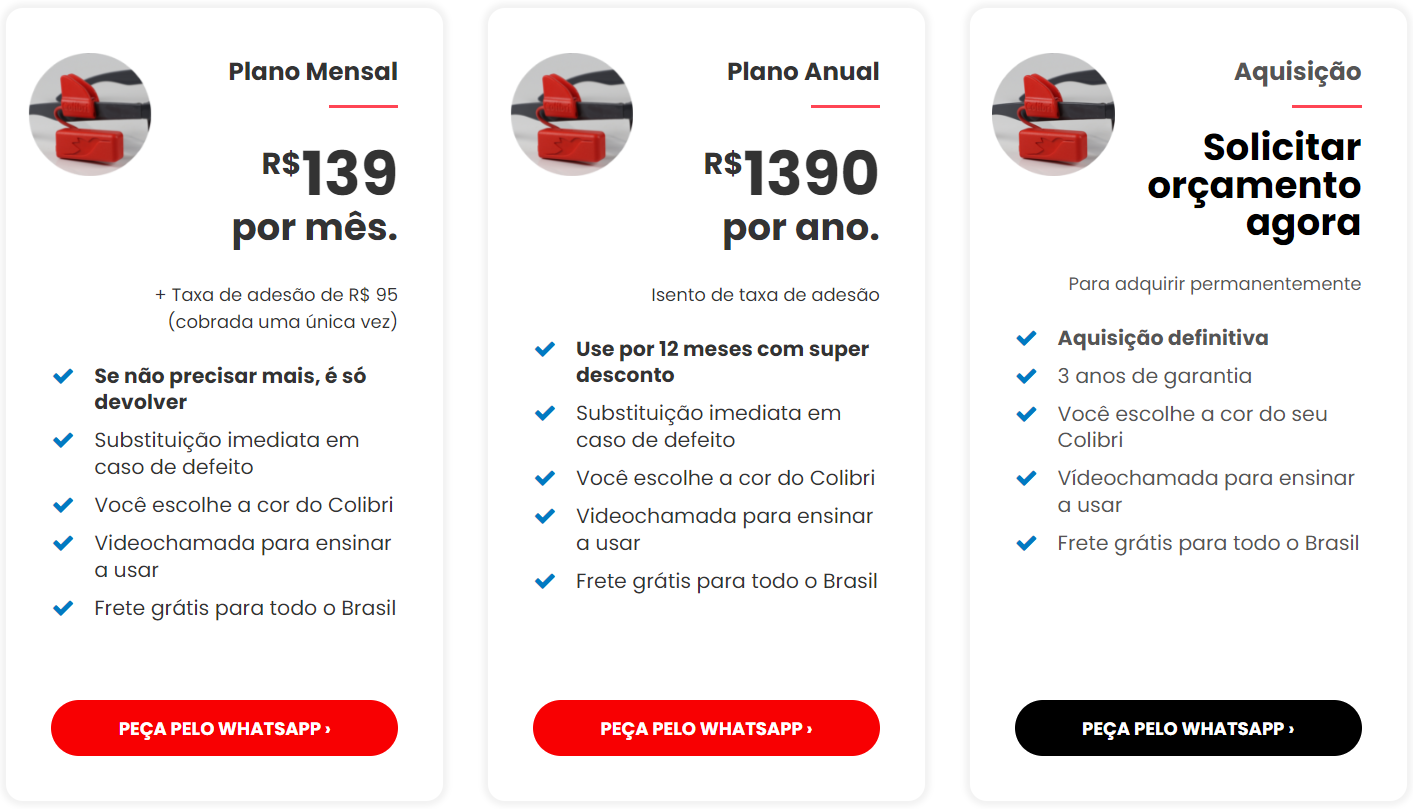 Plano Mensal
R$139
por mês.
+ Taxa de adesão de R$ 95
(cobrada uma única vez)
Se não precisar mais, é só
devolver
Substituição imediata em
caso de defeito
Você escolhe a cor do Colibri
Videochamada para ensinar
a usar
Frete grátis para todo o Brasil
PEÇA PELO WHATSAPP ›
Plano Anual
R$1390
por ano.
Isento de taxa de adesão
Use por 12 meses com super
desconto
Substituição imediata em
caso de defeito
Você escolhe a cor do Colibri
Videochamada para ensinar
a usar
Frete grátis para todo o Brasil
PEÇA PELO WHATSAPP ›
Aquisição
Solicitar
orçamento
agora
Para adquirir permanentemente
Aquisição definitiva
3 anos de garantia
Você escolhe a cor do seu
Colibri
Vídeochamada para ensinar
a usar
Frete grátis para todo o Brasil
PEÇA PELO WHATSAPP ›